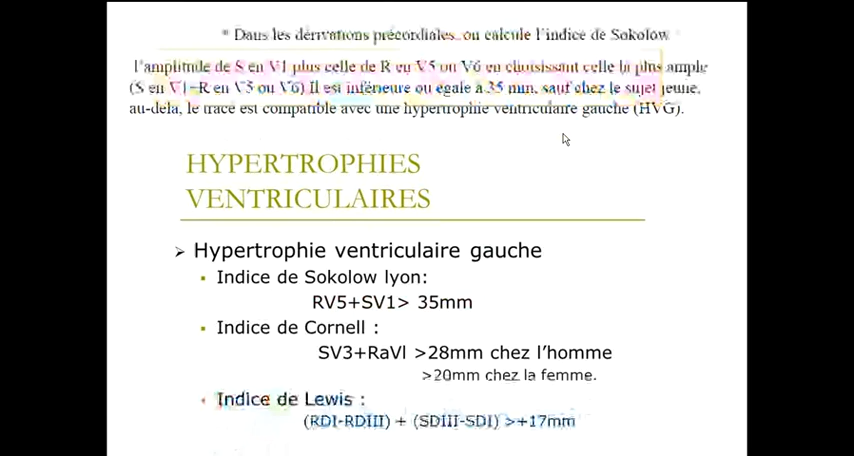 * Dans les dérivations précordiales, on calcule l'indice de Sokolow
l'amplitude de S en V1 plus celle de R en V5 ou V6 en choisissant celle la plus ample
(S en V1+R en V5 ou V6) Il est inférieure ou égale à 35 mm, sauf chez le sujet jeune,
au-delà, le tracé est compatible avec une hypertrophie ventriculaire gauche (HVG).
HYPERTROPHIES
VENTRICULAIRES
➢ Hypertrophie ventriculaire gauche
▪ Indice de Sokolow lyon:
RV5+SV1> 35mm
▪ Indice de Cornell :
SV3+RaVl >28mm chez l'homme
>20mm chez la femme.
▪ Indice de Lewis :
(RDI-RDIII) + (SDIII-SDI) >+17mm